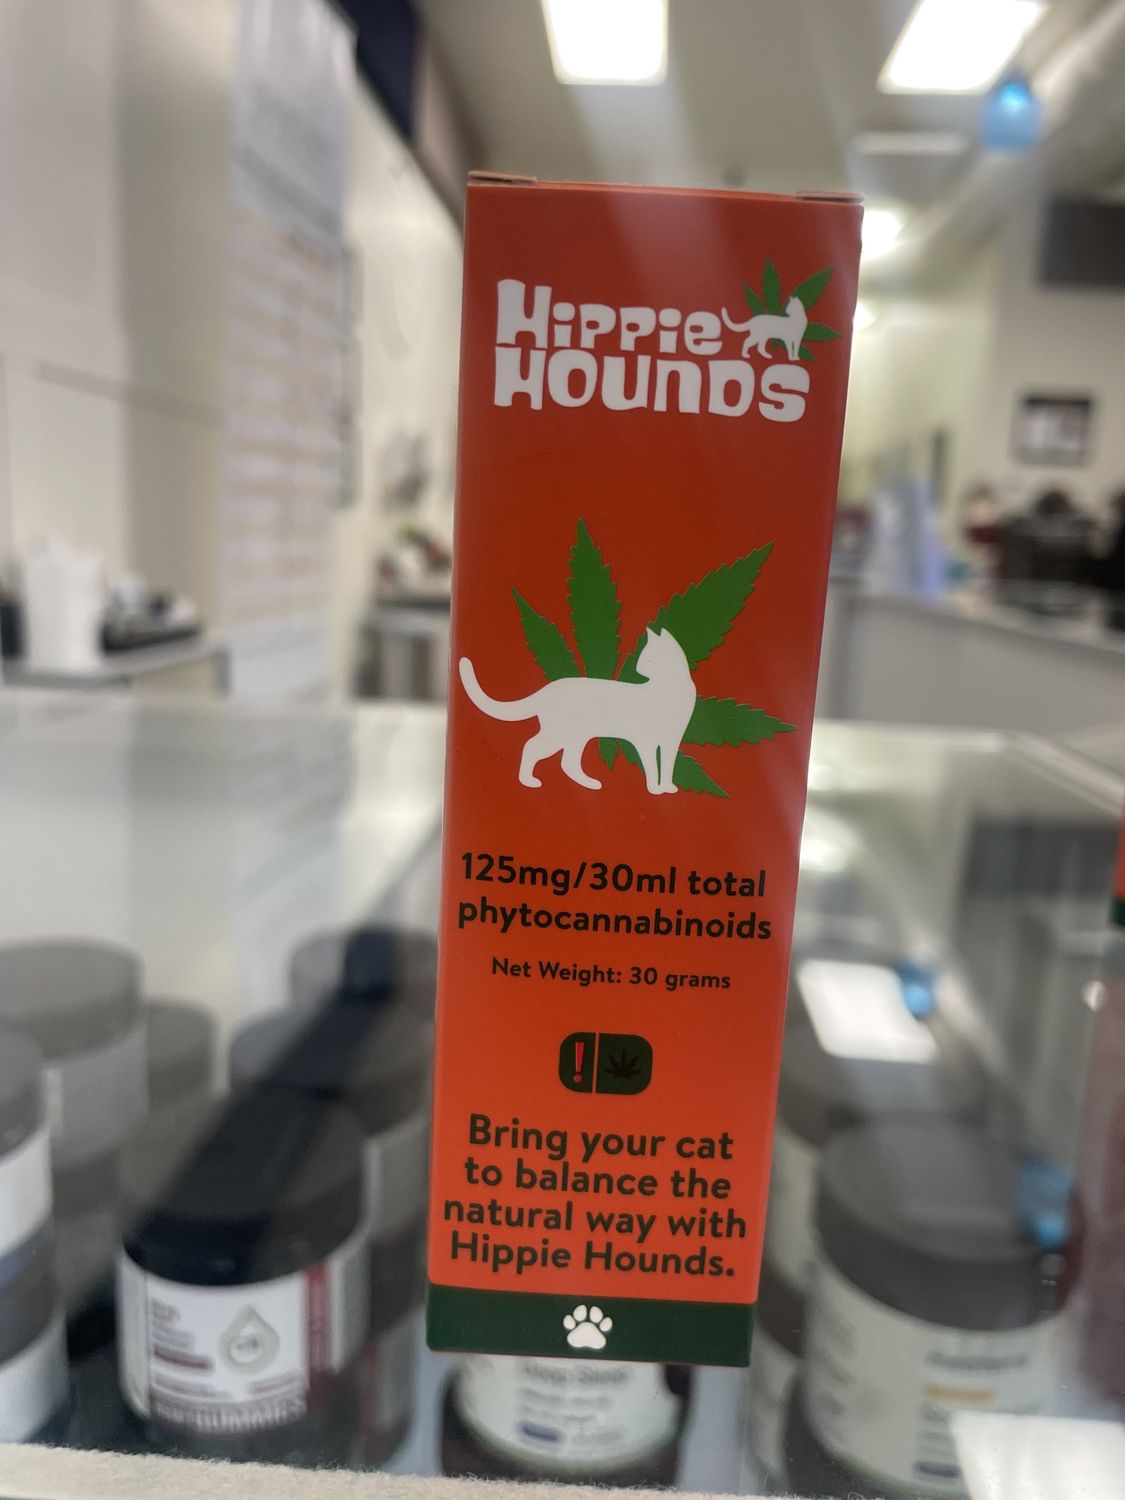 Hippie
Hounds
125mg/30ml total
phytocannabinoids
Net Weight: 30 grams
!
Bring your cat
to balance the
natural way with
Hippie Hounds.
GUMMIES